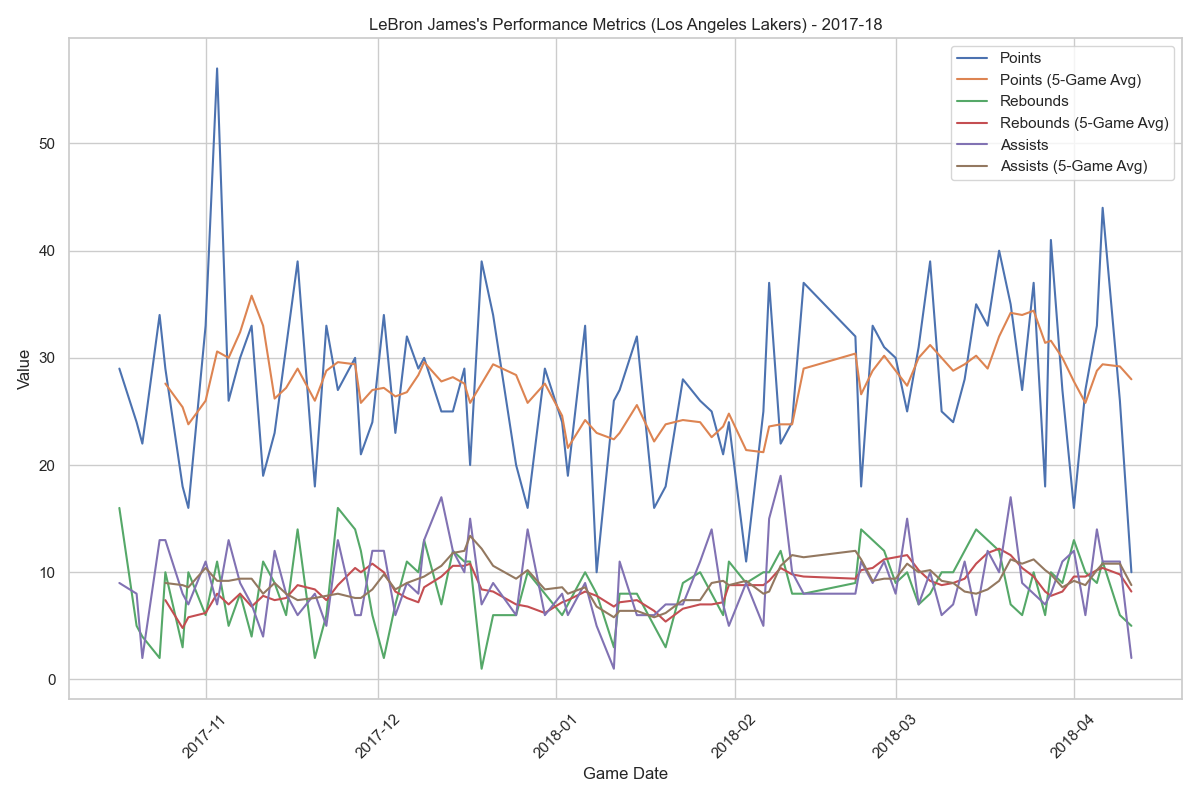 LeBron James's Performance Metrics (Los Angeles Lakers) - 2017-18
Points
Points (5-Game Avg)
Rebounds
Rebounds (5-Game Avg)
Assists
Assists (5-Game Avg)
50
40
30
20
10
0
Value
2017-11
2017-12
2018-01
2018-02
2018-03
2018-04
Game Date